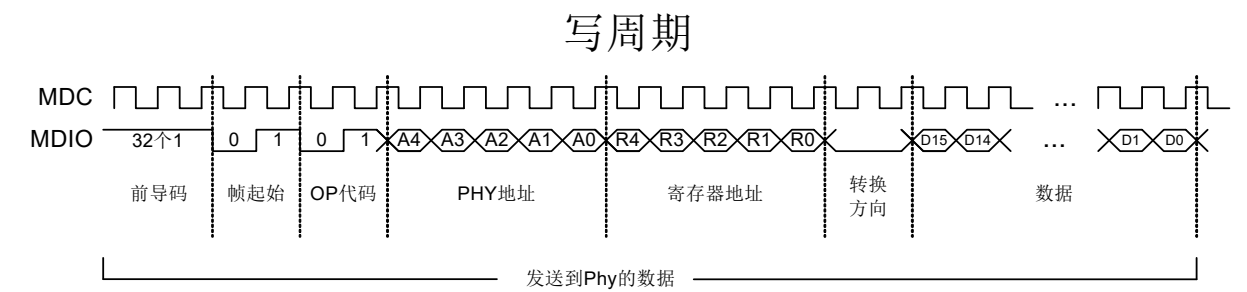 写周期
MDC ...
MDIO 32个1 0 1 0 1 A4 A3 A2 A1 A0 R4 R3 R2 R1 R0 D15 D14 ... D1 D0
前导码 帧起始 OP代码 PHY地址 寄存器地址 转换 数据
方向
发送到Phy的数据